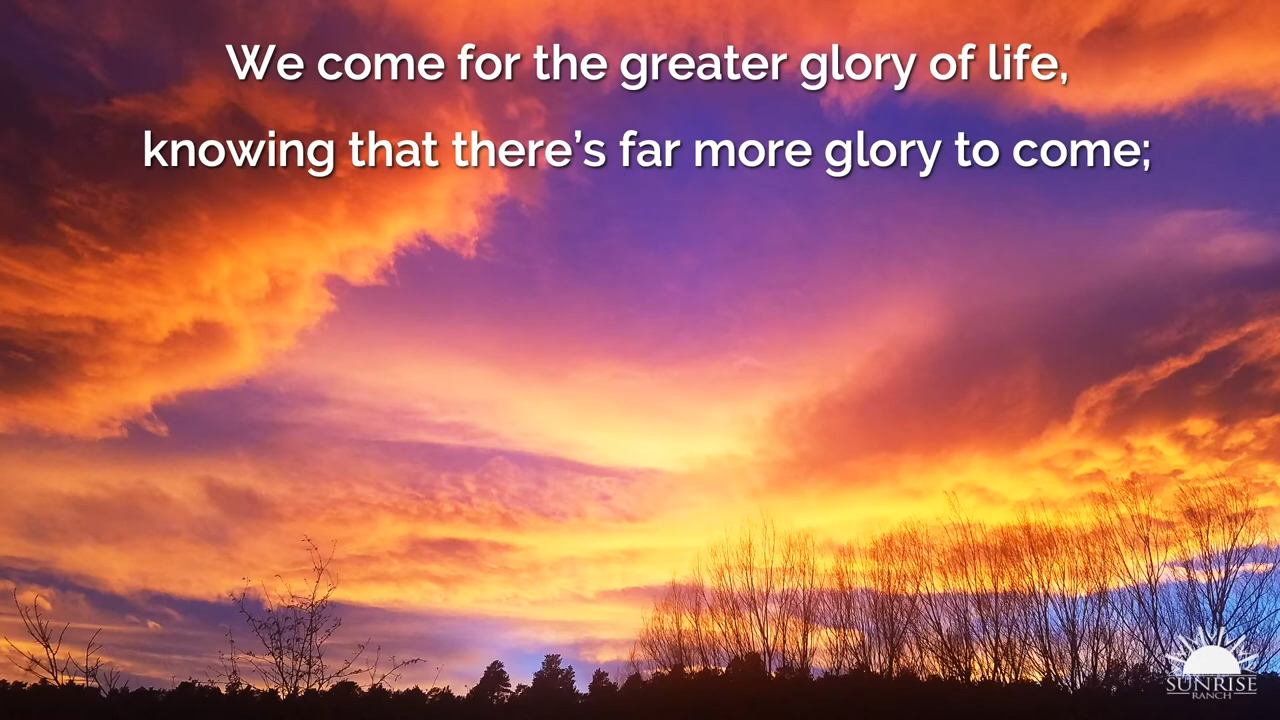 We come for the greater glory of life,
knowing that there’s far more glory to come;
SUNRISE
RANCH